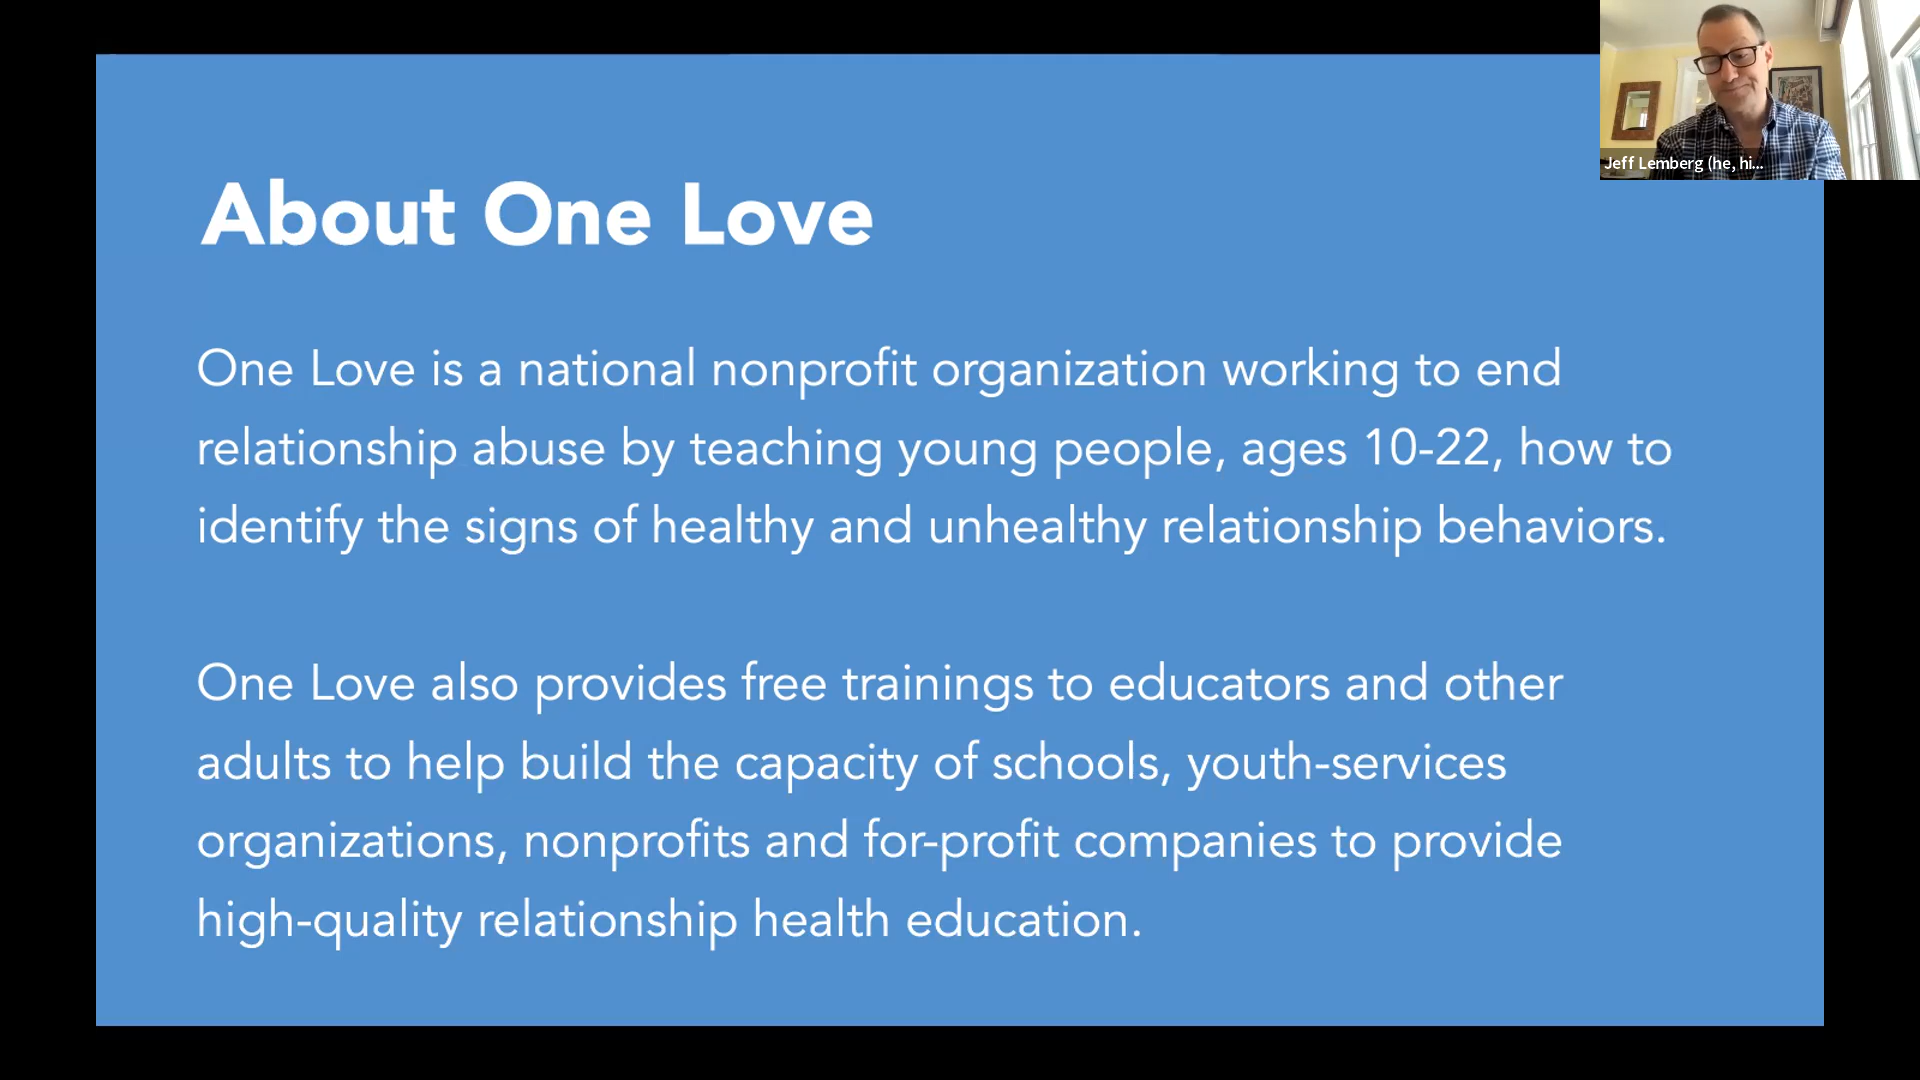 About One Love
One Love is a national nonprofit organization working to end
relationship abuse by teaching young people, ages 10-22, how to
identify the signs of healthy and unhealthy relationship behaviors.
One Love also provides free trainings to educators and other
adults to help build the capacity of schools, youth-services
organizations, nonprofits and for-profit companies to provide
high-quality relationship health education.
Jeff Lemberg (he, hi...